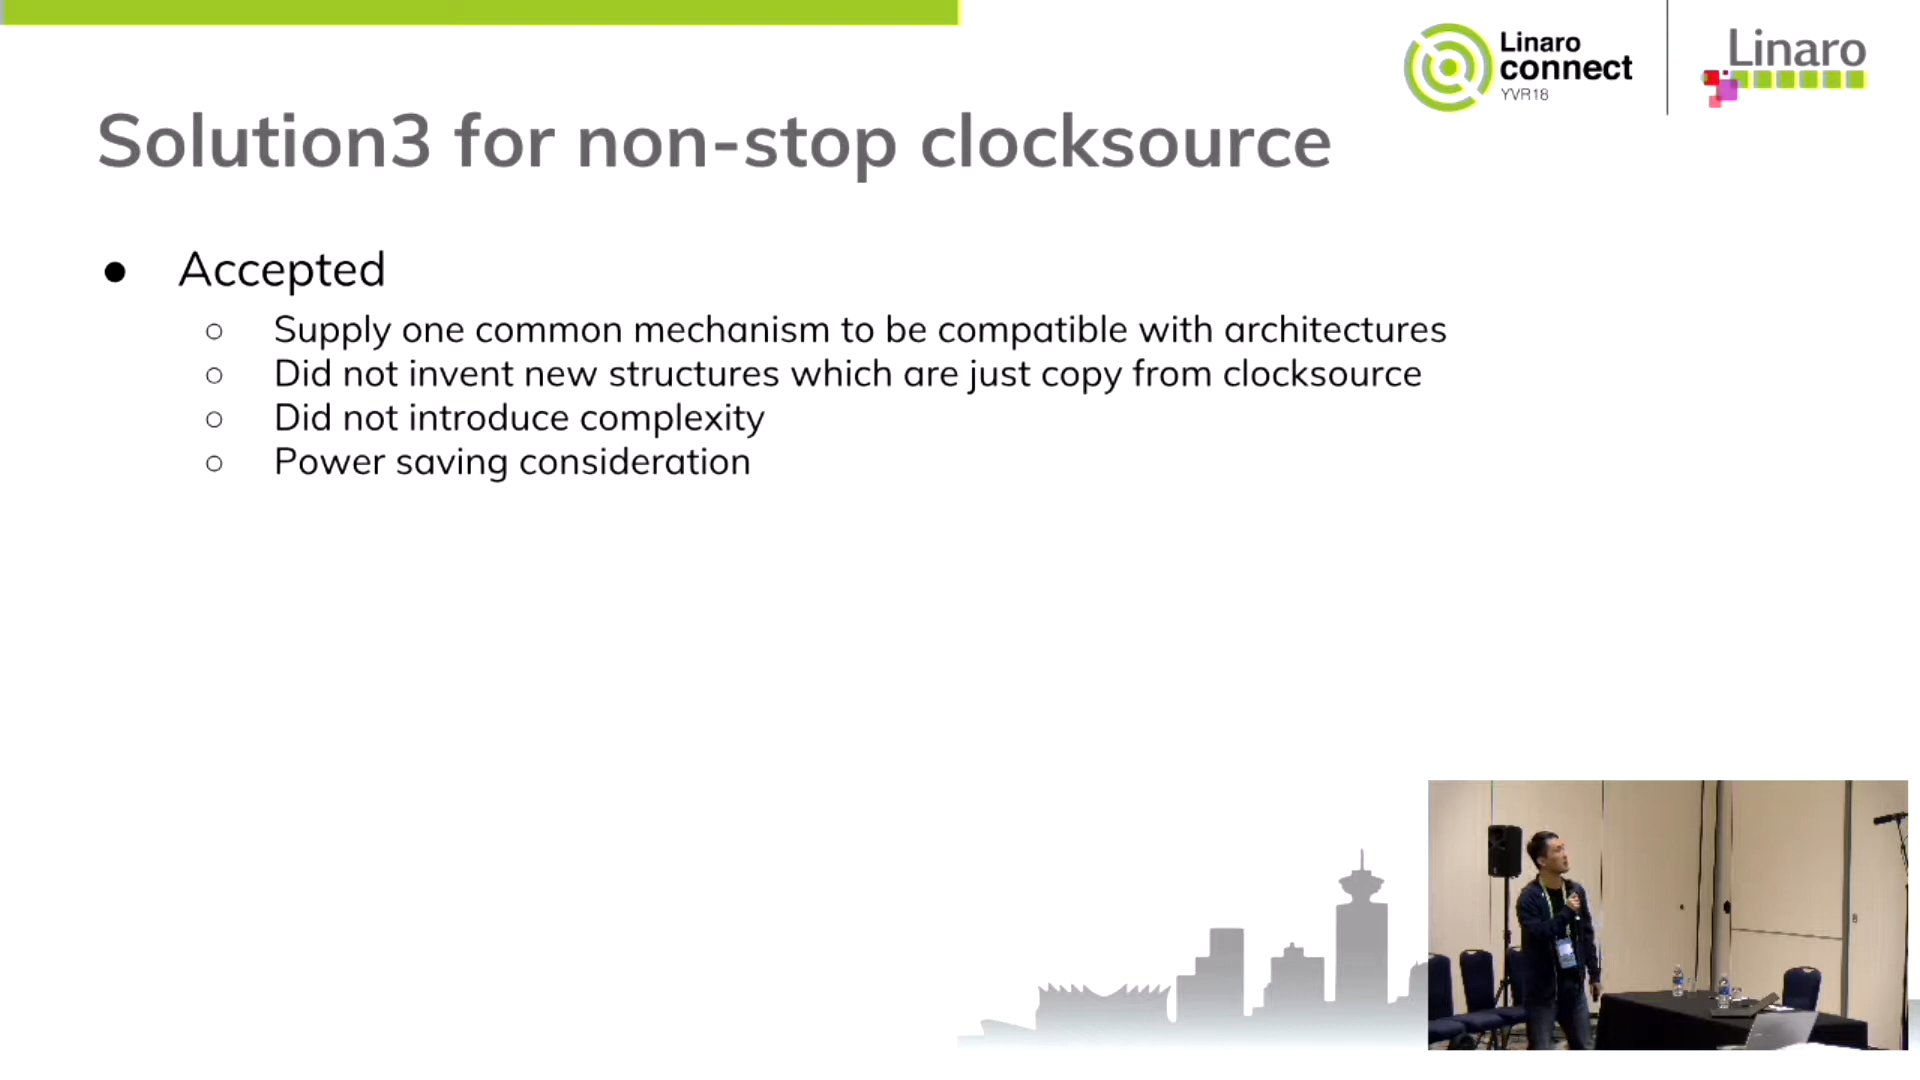 Linaro
connect
YVR18
Linaro
Solution3 for non-stop clocksource
● Accepted
○ Supply one common mechanism to be compatible with architectures
○ Did not invent new structures which are just copy from clocksource
○ Did not introduce complexity
○ Power saving consideration